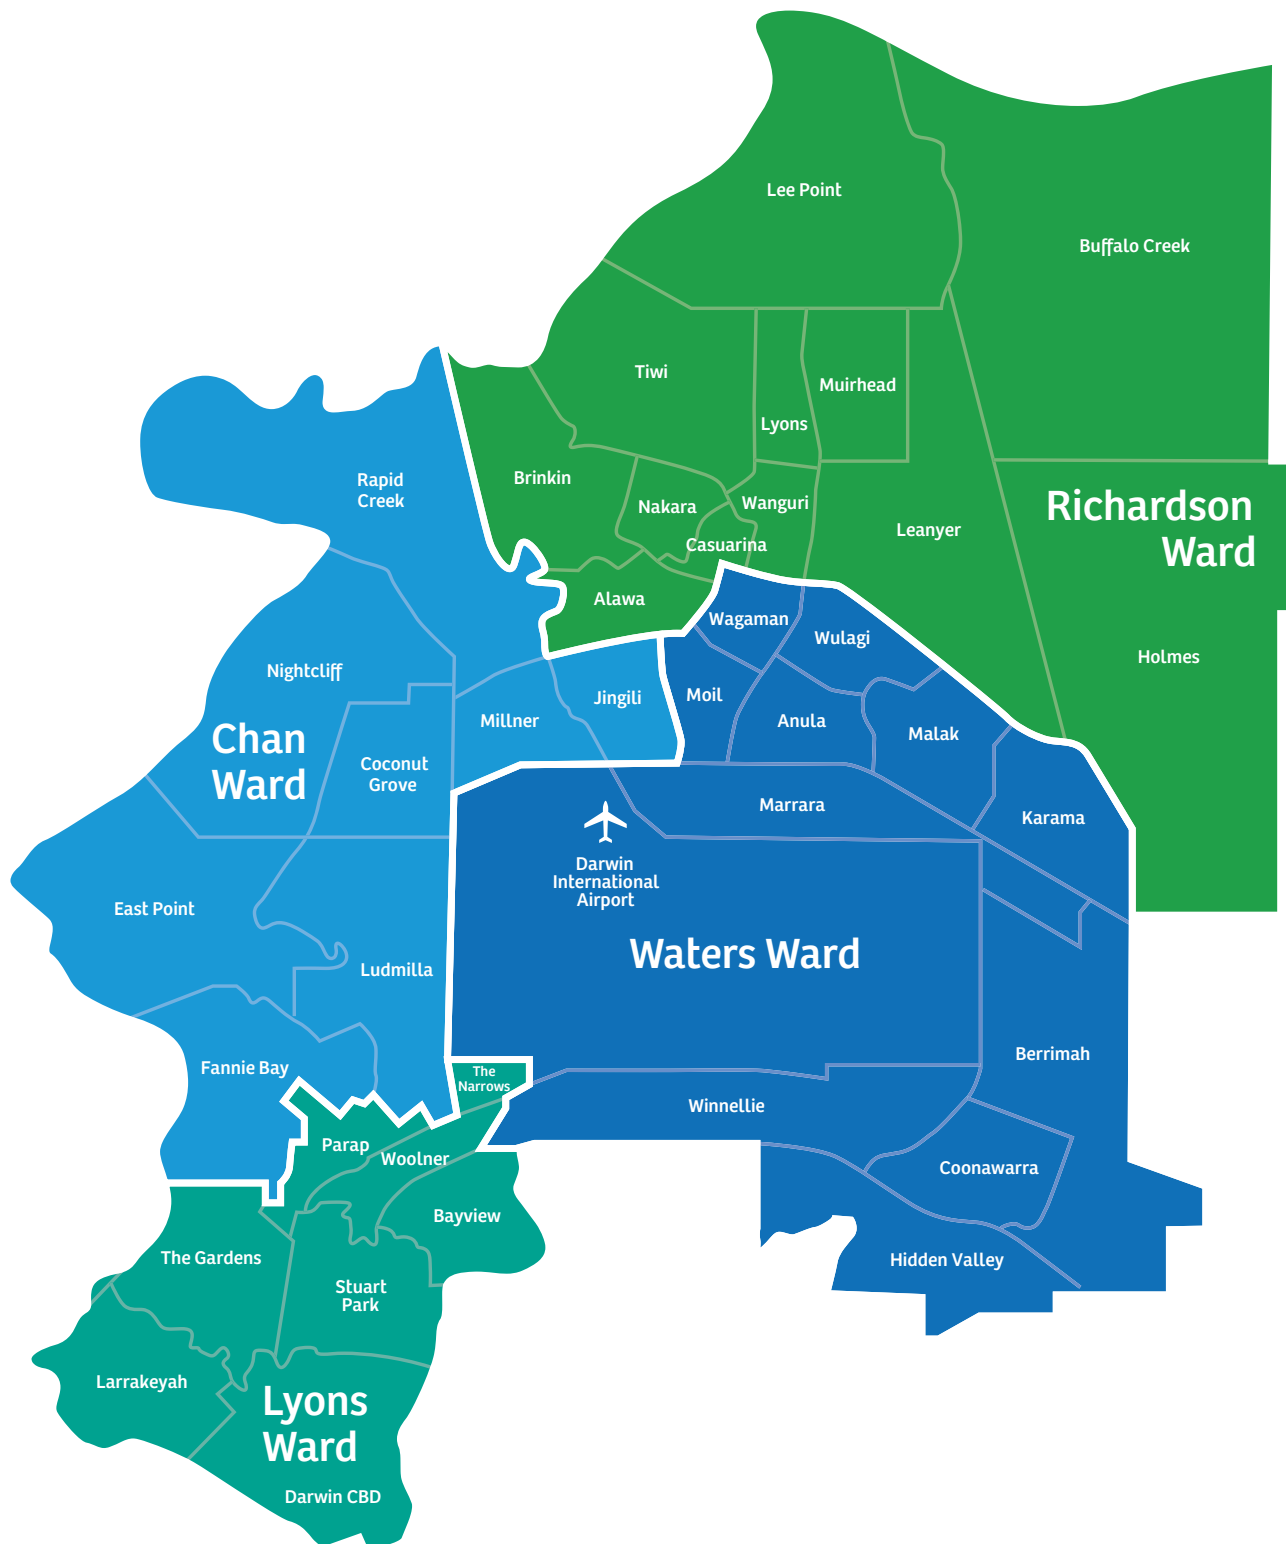 Lee Point
Buffalo Creek
Tiwi
Muirhead
Lyons
Brinkin
Rapid
Creek
Nakara
Wanguri
Richardson
Ward
Leanyer
Casuarina
Alawa
Wagaman
Wulagi
Holmes
Nightcliff
Jingili
Moil
Millner
Anula
Malak
Chan
Ward
Coconut
Grove
Marrara
Karama
Darwin
International
Airport
East Point
Waters Ward
Ludmilla
Berrimah
Fannie Bay
The
Narrows
Winnellie
Parap
Woolner
Coonawarra
Bayview
The Gardens
Hidden Valley
Stuart
Park
Larrakeyah
Lyons
Ward
Darwin CBD